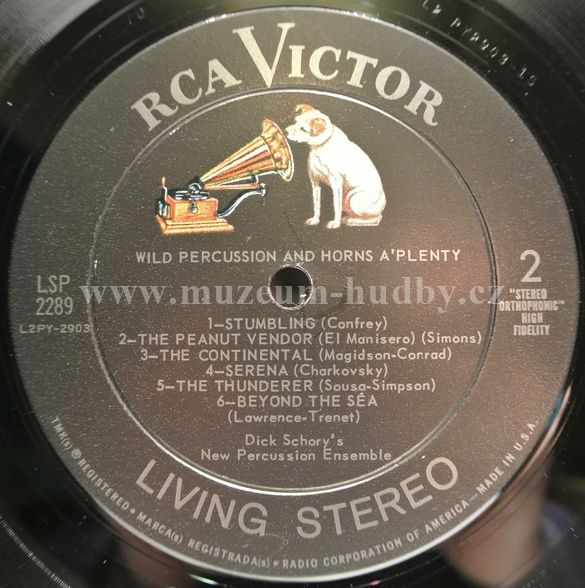 RCA VICTOR
WILD PERCUSSION AND HORNS A'PLENTY
LSP
2289
L2PY-2903
2
"STEREO
ORTHOPHONIC"
HIGH
FIDELITY
www.muzeum-hudby.cz
1–STUMBLING (Confrey)
2–THE PEANUT VENDOR (El Manisero) (Simons)
3–THE CONTINENTAL (Magidson-Conrad)
4–SERENA (Charkovsky)
5–THE THUNDERER (Sousa-Simpson)
6–BEYOND THE SEA
(Lawrence-Trenet)
Dick Schory's
New Percussion Ensemble
LIVING STEREO
TMK(s) ® REGISTERED • MARCA(s) REGISTRADA(s) • RADIO CORPORATION OF AMERICA—MADE IN U.S.A.